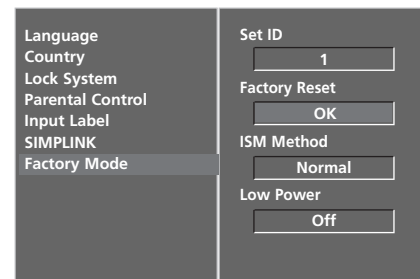 Language
Country
Lock System
Parental Control
Input Label
SIMPLINK
Factory Mode
Set ID
1
Factory Reset
OK
ISM Method
Normal
Low Power
Off